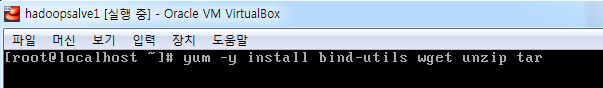 hadoopsalve1 [실행 중] - Oracle VM VirtualBox
파일 머신 보기 입력 장치 도움말
[root@localhost ~]# yum -y install bind-utils wget unzip tar